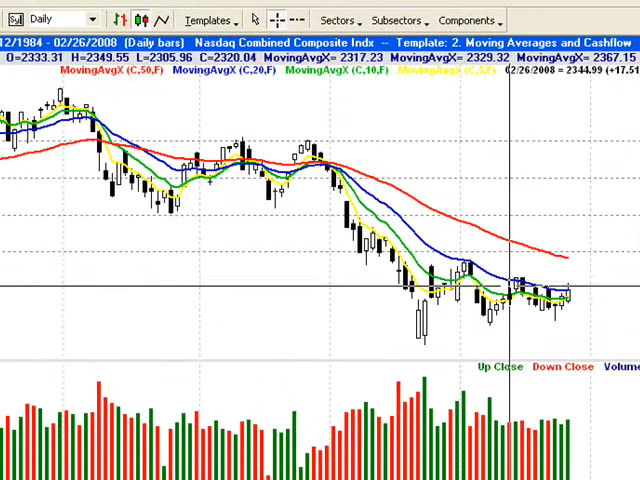 Sy| Daily Templates Sectors Subsectors Components
12/1984 - 02/26/2008 (Daily bars) Nasdaq Combined Composite Indx -- Template: 2. Moving Averages and Cashflow
O=2333.31 H=2349.55 L=2305.96 C=2320.04 MovingAvgX= 2317.23 MovingAvgX= 2329.32 MovingAvgX= 2367.15
MovingAvgX (C,50,F) MovingAvgX (C,20,F) MovingAvgX (C,10,F) MovingAvgX (C,5,F) 02/26/2008 = 2344.99 (+17.51
Up Close Down Close Volume